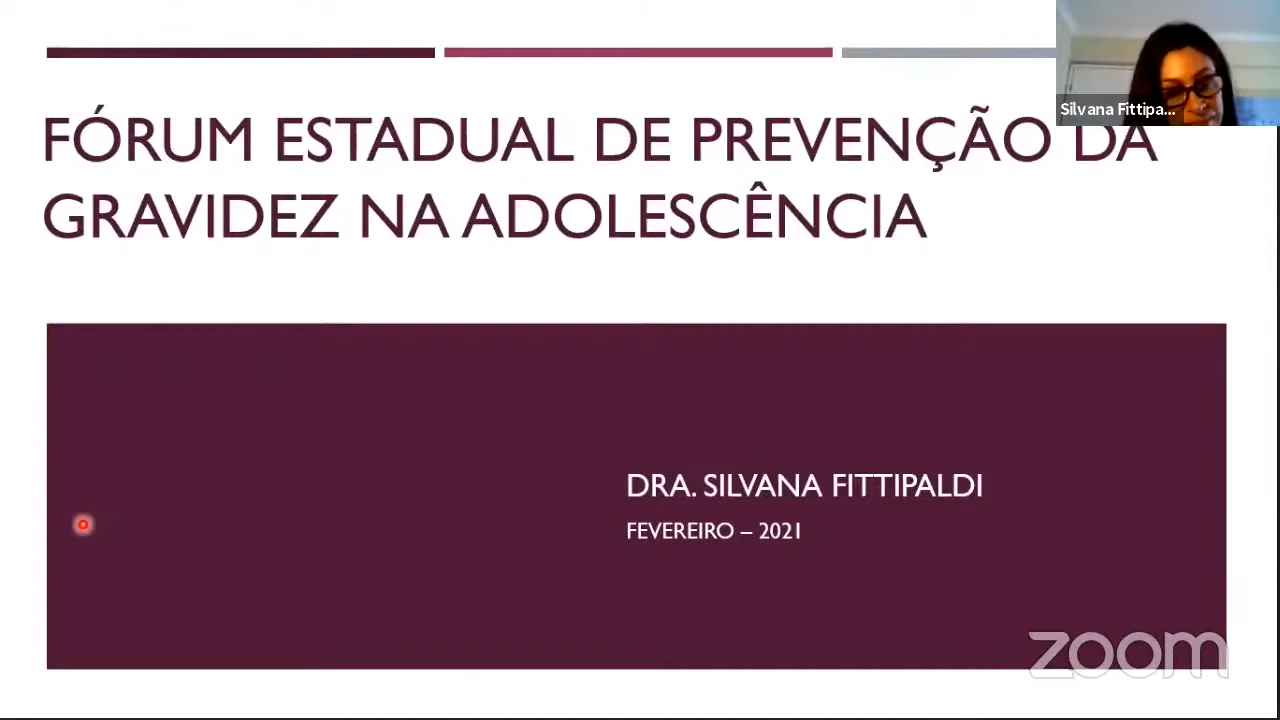 Silvana Fittipa...
FÓRUM ESTADUAL DE PREVENÇÃO DA
GRAVIDEZ NA ADOLESCÊNCIA
DRA. SILVANA FITTIPALDI
FEVEREIRO – 2021
zoom